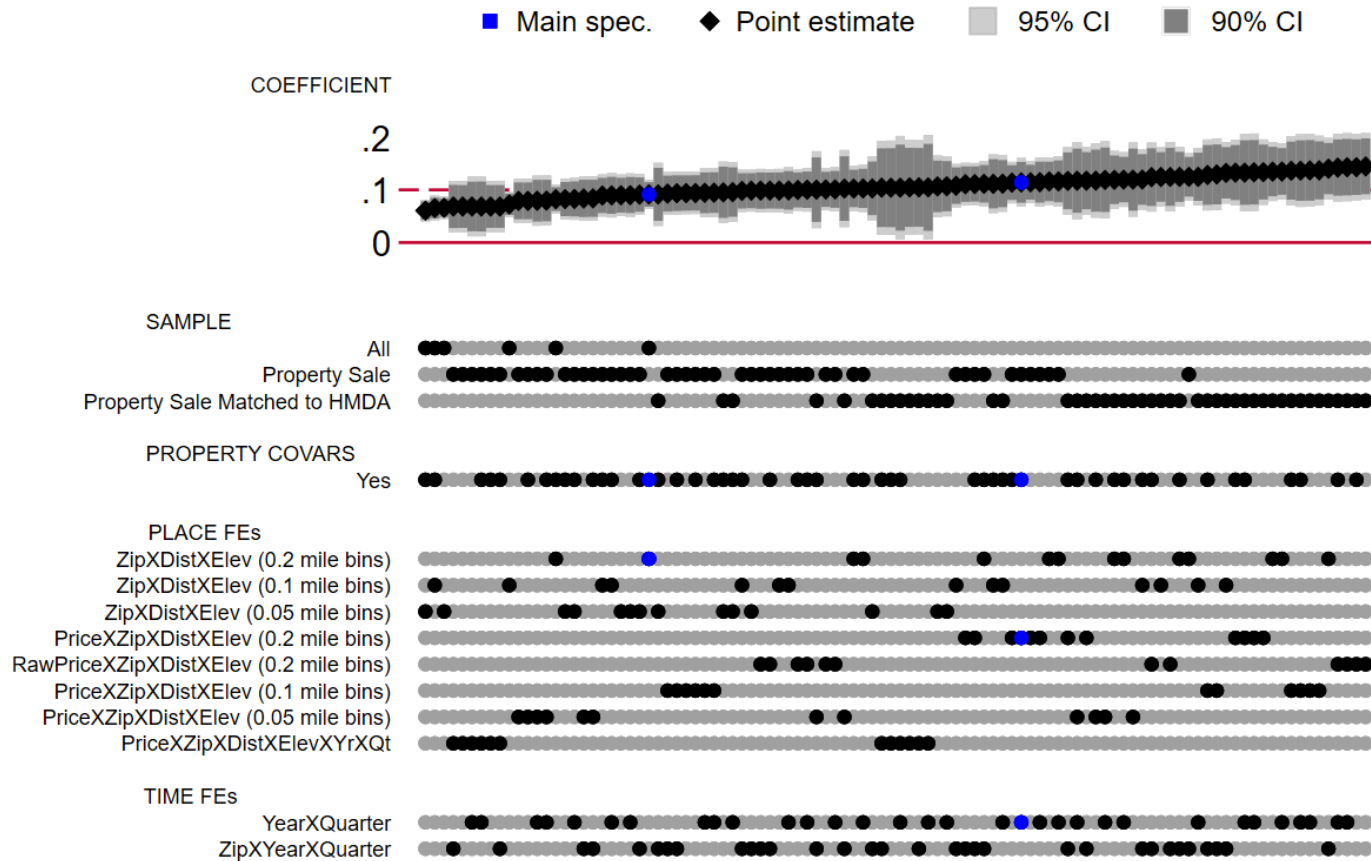 Main spec. Point estimate 95% CI 90% CI
COEFFICIENT
.2
.1
0
SAMPLE
All
Property Sale
Property Sale Matched to HMDA
PROPERTY COVARS
Yes
PLACE FEs
ZipXDistXElev (0.2 mile bins)
ZipXDistXElev (0.1 mile bins)
ZipXDistXElev (0.05 mile bins)
PriceXZipXDistXElev (0.2 mile bins)
RawPriceXZipXDistXElev (0.2 mile bins)
PriceXZipXDistXElev (0.1 mile bins)
PriceXZipXDistXElev (0.05 mile bins)
PriceXZipXDistXElevXYrXQt
TIME FEs
YearXQuarter
ZipXYearXQuarter